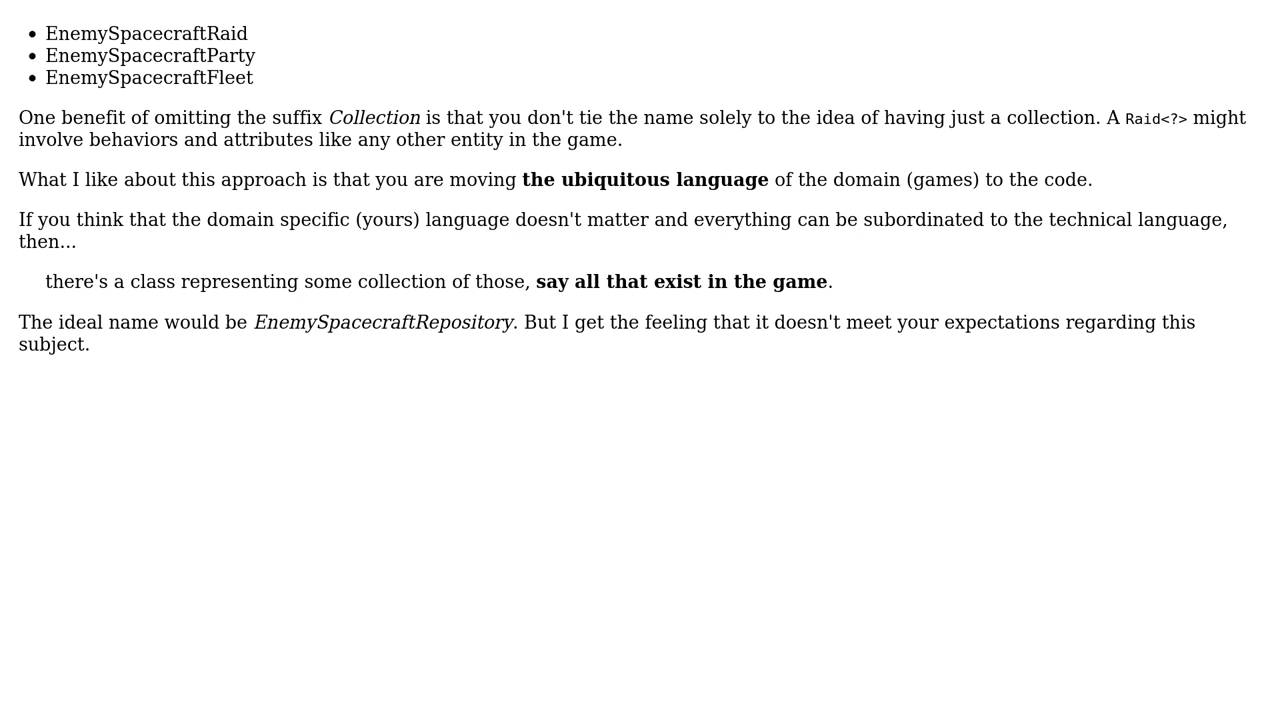 • EnemySpacecraftRaid
• EnemySpacecraftParty
• EnemySpacecraftFleet
One benefit of omitting the suffix Collection is that you don't tie the name solely to the idea of having just a collection. A Raid<?> might
involve behaviors and attributes like any other entity in the game.
What I like about this approach is that you are moving the ubiquitous language of the domain (games) to the code.
If you think that the domain specific (yours) language doesn't matter and everything can be subordinated to the technical language,
then...
there's a class representing some collection of those, say all that exist in the game.
The ideal name would be EnemySpacecraftRepository. But I get the feeling that it doesn't meet your expectations regarding this
subject.